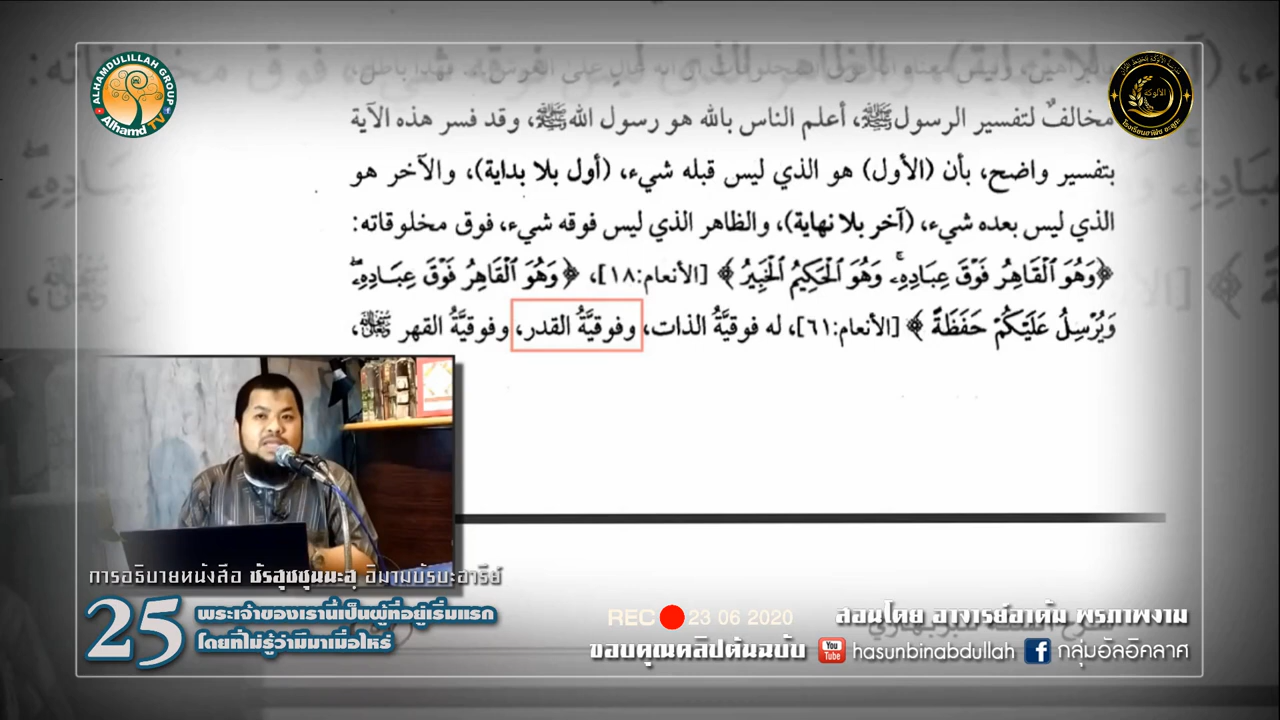 مخالفٌ لتفسير الرسول ﷺ، أعلم الناس بالله هو رسول الله ﷺ، وقد فسر هذه الآية
بتفسير واضح، بأن (الأول) هو الذي ليس قبله شيء، (أول بلا بداية)، والآخر هو
الذي ليس بعده شيء، (آخر بلا نهاية)، والظاهر الذي ليس فوقه شيء، فوق مخلوقاته:
﴿وَهُوَ ٱلْقَاهِرُ فَوْقَ عِبَادِهِۦۚ وَهُوَ ٱلْحَكِيمُ ٱلْخَبِيرُ﴾ [الأنعام:١٨]، ﴿وَهُوَ ٱلْقَاهِرُ فَوْقَ عِبَادِهِۦۖ
وَيُرْسِلُ عَلَيْكُمْ حَفَظَةً﴾ [الأنعام:٦١]، له فوقيَّةُ الذات، وفوقيَّةُ القدر، وفوقيَّةُ القهر ﷻ،
ALHAMDULILLAH GROUP
Alhamd TV
الألوكة
การอธิบายหนังสือ ชัรฮุซซุนนะฮฺ อิมามบัรบะฮารีย์
25 พระเจ้าของเรานี่เป็นผู้ที่อยู่เริ่มแรก
โดยที่ไม่รู้ว่ามีมาเมื่อไหร่
REC 23 06 2020
สอนโดย อาจารย์อาดัม พรภาพงาม
ขอบคุณคลิปต้นฉบับ You Tube hasunbinabdullah f กลุ่มอัลอิคลาศ